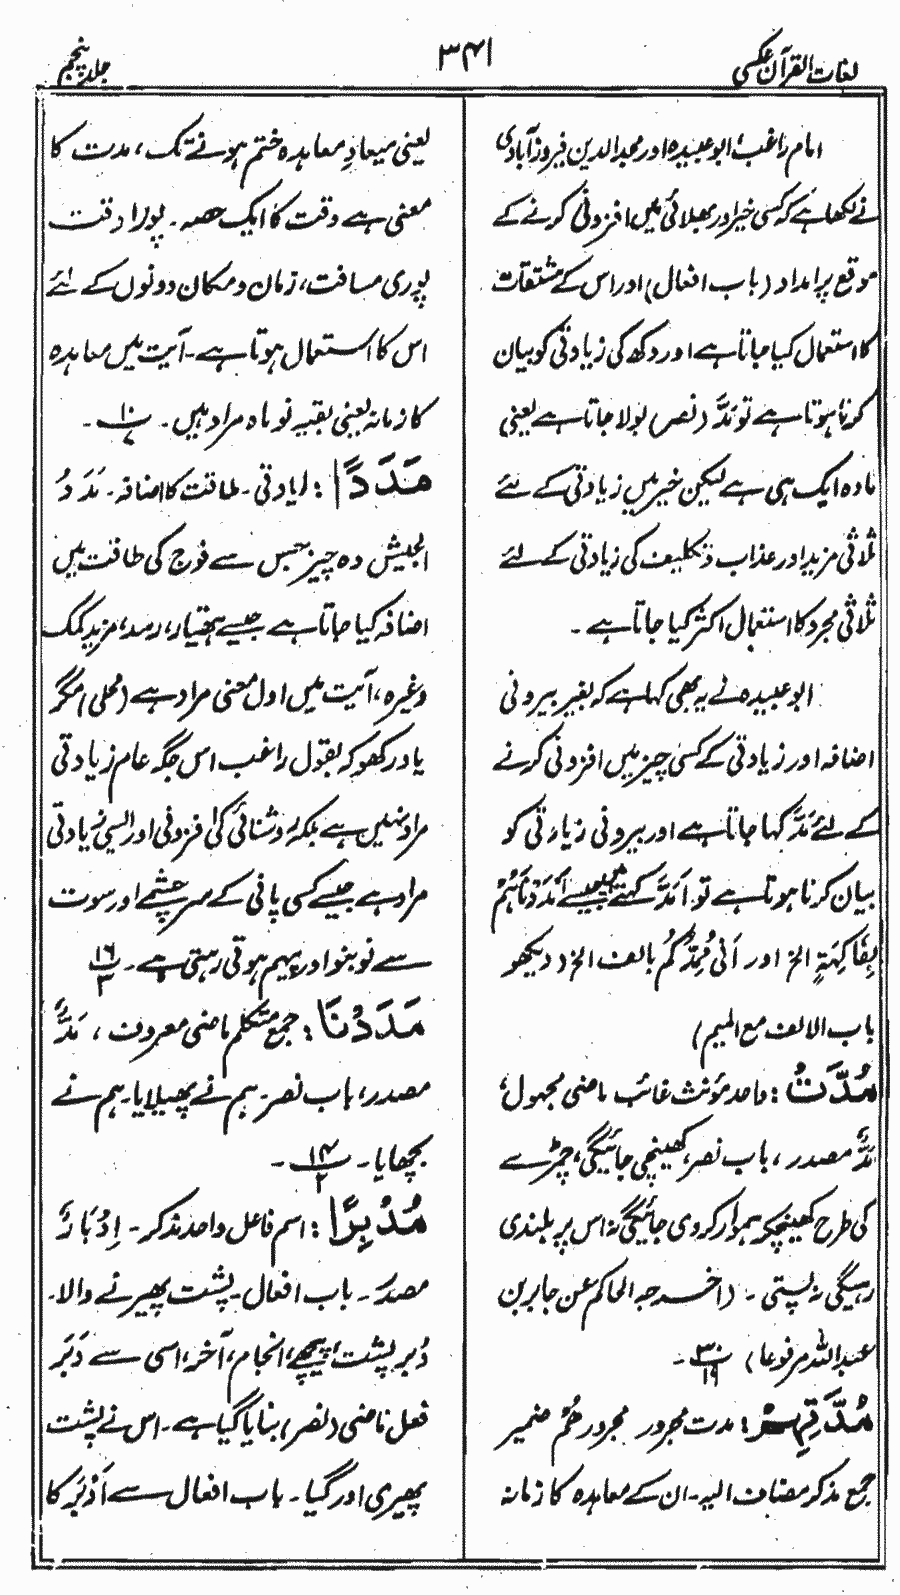 لغات القرآن عکسی
۳۴۱
جلد پنجم
امام راغبؒ ابو عبیدہ اور مجد الدین فیروز آبادی
نے لکھا ہے کہ کسی خیر اور بھلائی میں افزونی کرنے کے
موقع پر امداد (باب افعال) اور اس کے مشتقات
کا استعمال کیا جاتا ہے اور دکھ کی زیادتی کو بیان
کرنا ہوتا ہے تو مَدَّ (نصر) بولا جاتا ہے یعنی
مادہ ایک ہی ہے لیکن خیر میں زیادتی کے لئے
ثلاثی مزید اور عذاب و تکلیف کی زیادتی کے لئے
ثلاثی مجرد کا استعمال اکثر کیا جاتا ہے۔
ابو عبیدہ نے یہ بھی کہا ہے کہ بغیر بیرونی
اضافہ اور زیادتی کے کسی چیز میں افزونی کرنے
کے لئے مَدَّ کہا جاتا ہے اور بیرونی زیادتی کو
بیان کرنا ہوتا ہے تو اَمَدَّ کہتے ہیں جیسے اَمْدَدْنَاہُمْ
بِفَاکِہَۃٍ الخ اور اَنِّی مُمِدُّکُمْ بالف الخ (دیکھو
باب الالف مع المیم)
مُدَّتْ : واحد مؤنث غائب ماضی مجہول
مَدٌّ مصدر، باب نصر، کھینچی جائیگی، چمڑے
کی طرح کھینچکر ہموار کر دی جائیگی نہ اس پر بلندی
رہیگی نہ پستی ۔ (اخرجہ الحاکم عن جابر بن
عبداللہ مرفوعا) ۳۰/۱۹ ۔
مُدَّتِہِمْ : مدت مجرور مجرور ھُمْ ضمیر
جمع مذکر مضاف الیہ ۔ ان کے معاہدہ کا زمانہ
یعنی میعادِ معاہدہ ختم ہونے تک، مدت کا
معنی ہے وقت کا ایک حصہ۔ پورا وقت
پوری مسافت، زمان و مکان دونوں کے لئے
اس کا استعمال ہوتا ہے۔ آیت میں معاہدہ
کا زمانہ یعنی بقیہ نو ماہ مراد ہیں۔ ۱۰/۷ ۔
مَدَدًا : زیادتی۔ طاقت کا اضافہ۔ مَدَدُ
الجیش وہ چیز جس سے فوج کی طاقت میں
اضافہ کیا جاتا ہے جیسے ہتھیار، رسد، مزید کمک
وغیرہ، آیت میں اول معنی مراد ہے (محلی) مگر
یاد رکھو کہ بقول راغب اس جگہ عام زیادتی
مراد نہیں ہے بلکہ روشنائی کی افزونی اور ایسی زیادتی
مراد ہے جیسے کسی پانی کے سرچشمے اور سوت
سے نو بنو اور پیہم ہوتی رہتی ہے۔ ۱۶/۳
مَدَدْنَا : جمع متکلم ماضی معروف ، مَدٌّ
مصدر، باب نصر۔ ہم نے پھیلایا۔ ہم نے
بچھایا ۔ ۱۴/۲ ۔
مُدْبِرًا : اسم فاعل واحد مذکر ۔ اِدْبَارٌ
مصدر ۔ باب افعال ۔ پشت پھیرنے والا۔
دُبر پشت، پیچھے، انجام، آخر، اسی سے دَبَرَ
فعل ماضی (نصر) بنایا گیا ہے۔ اس نے پشت
پھیری اور گیا ۔ باب افعال سے اَدْبَرَ کا